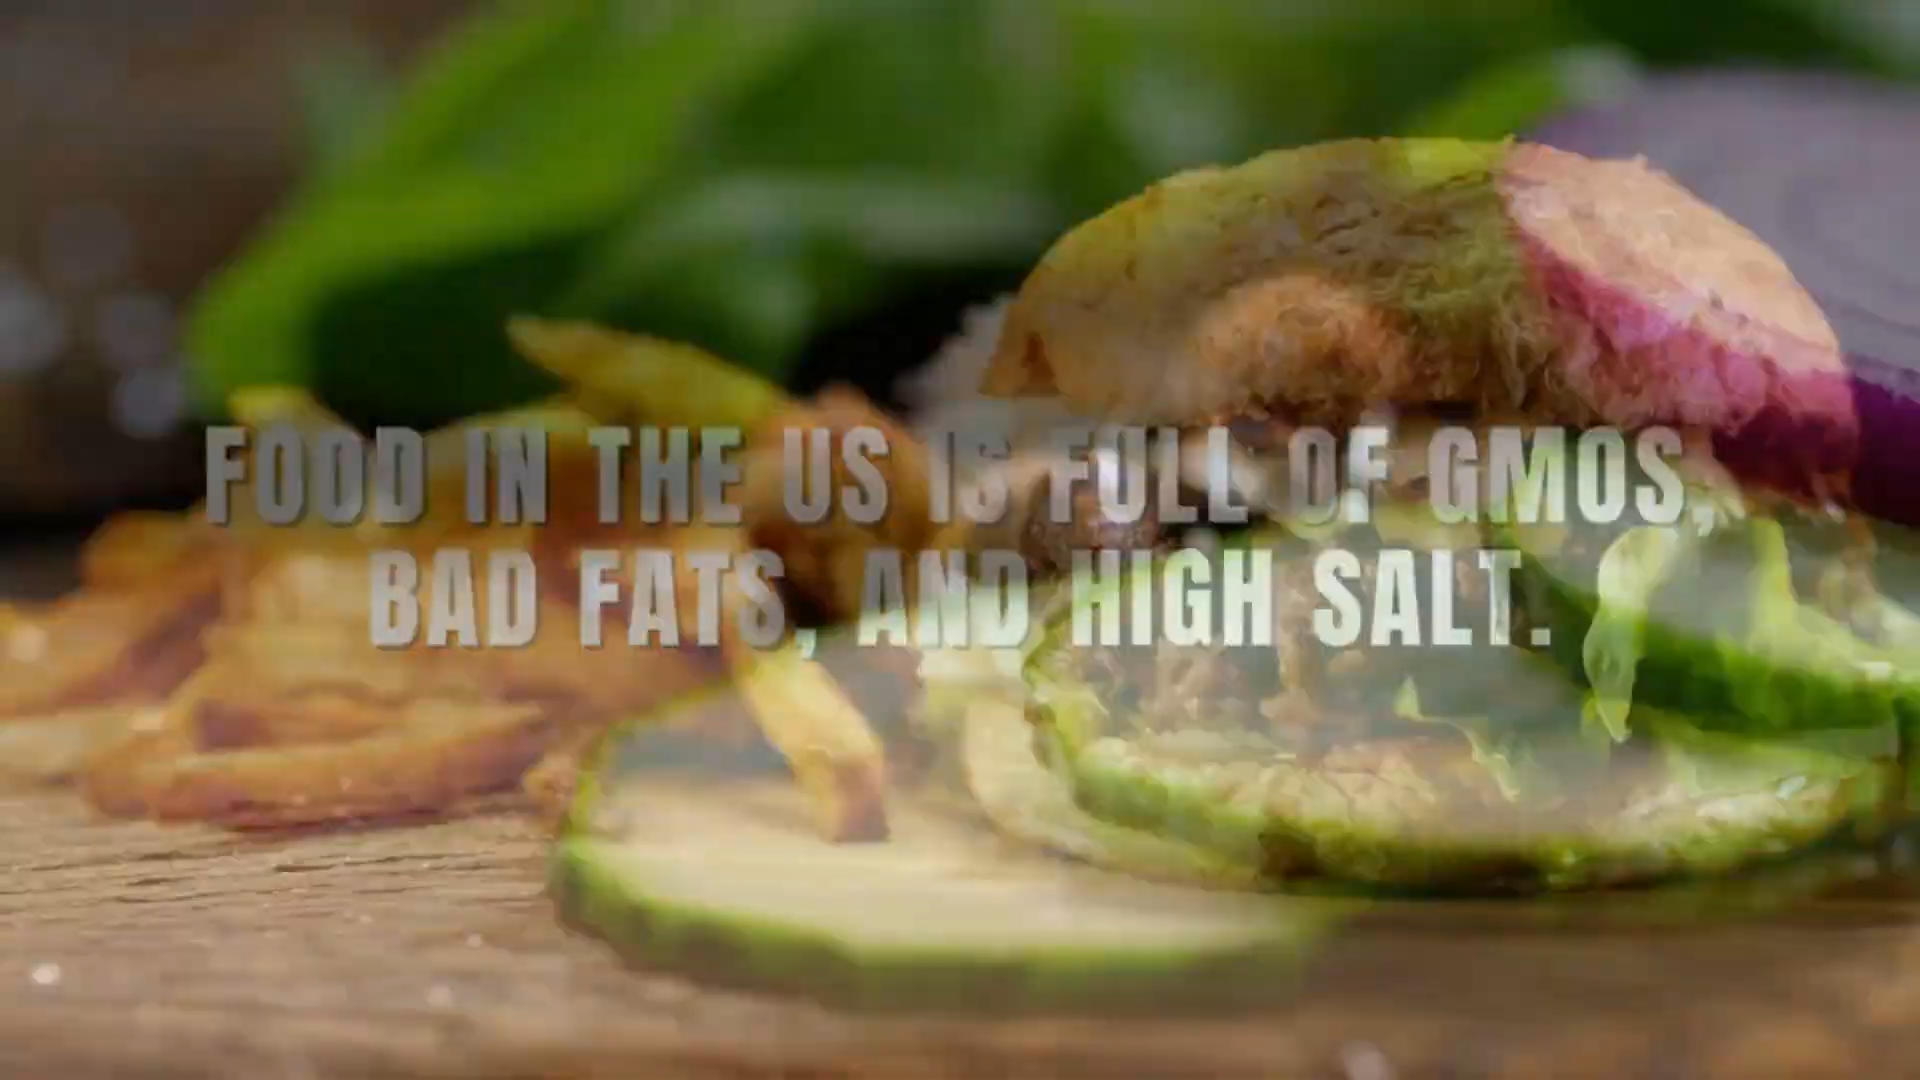 FOOD IN THE US IS FULL OF GMOS,
BAD FATS, AND HIGH SALT.